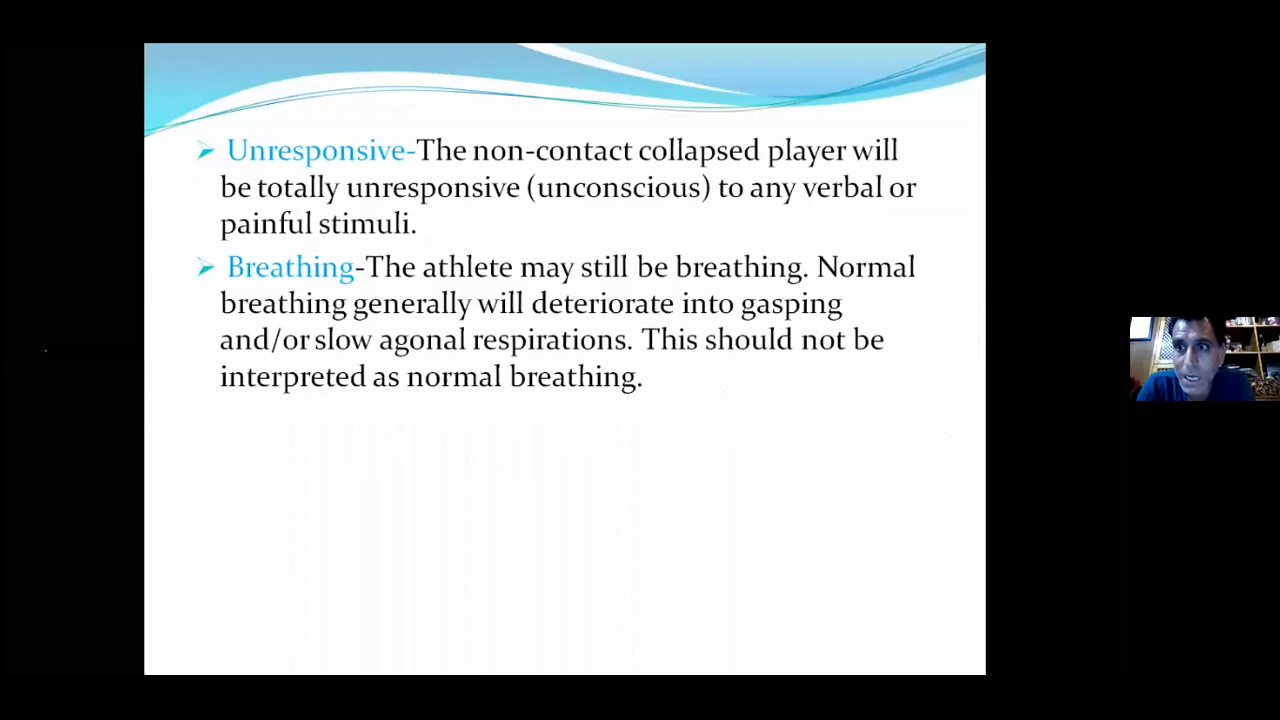 Unresponsive-The non-contact collapsed player will
be totally unresponsive (unconscious) to any verbal or
painful stimuli.
Breathing-The athlete may still be breathing. Normal
breathing generally will deteriorate into gasping
and/or slow agonal respirations. This should not be
interpreted as normal breathing.